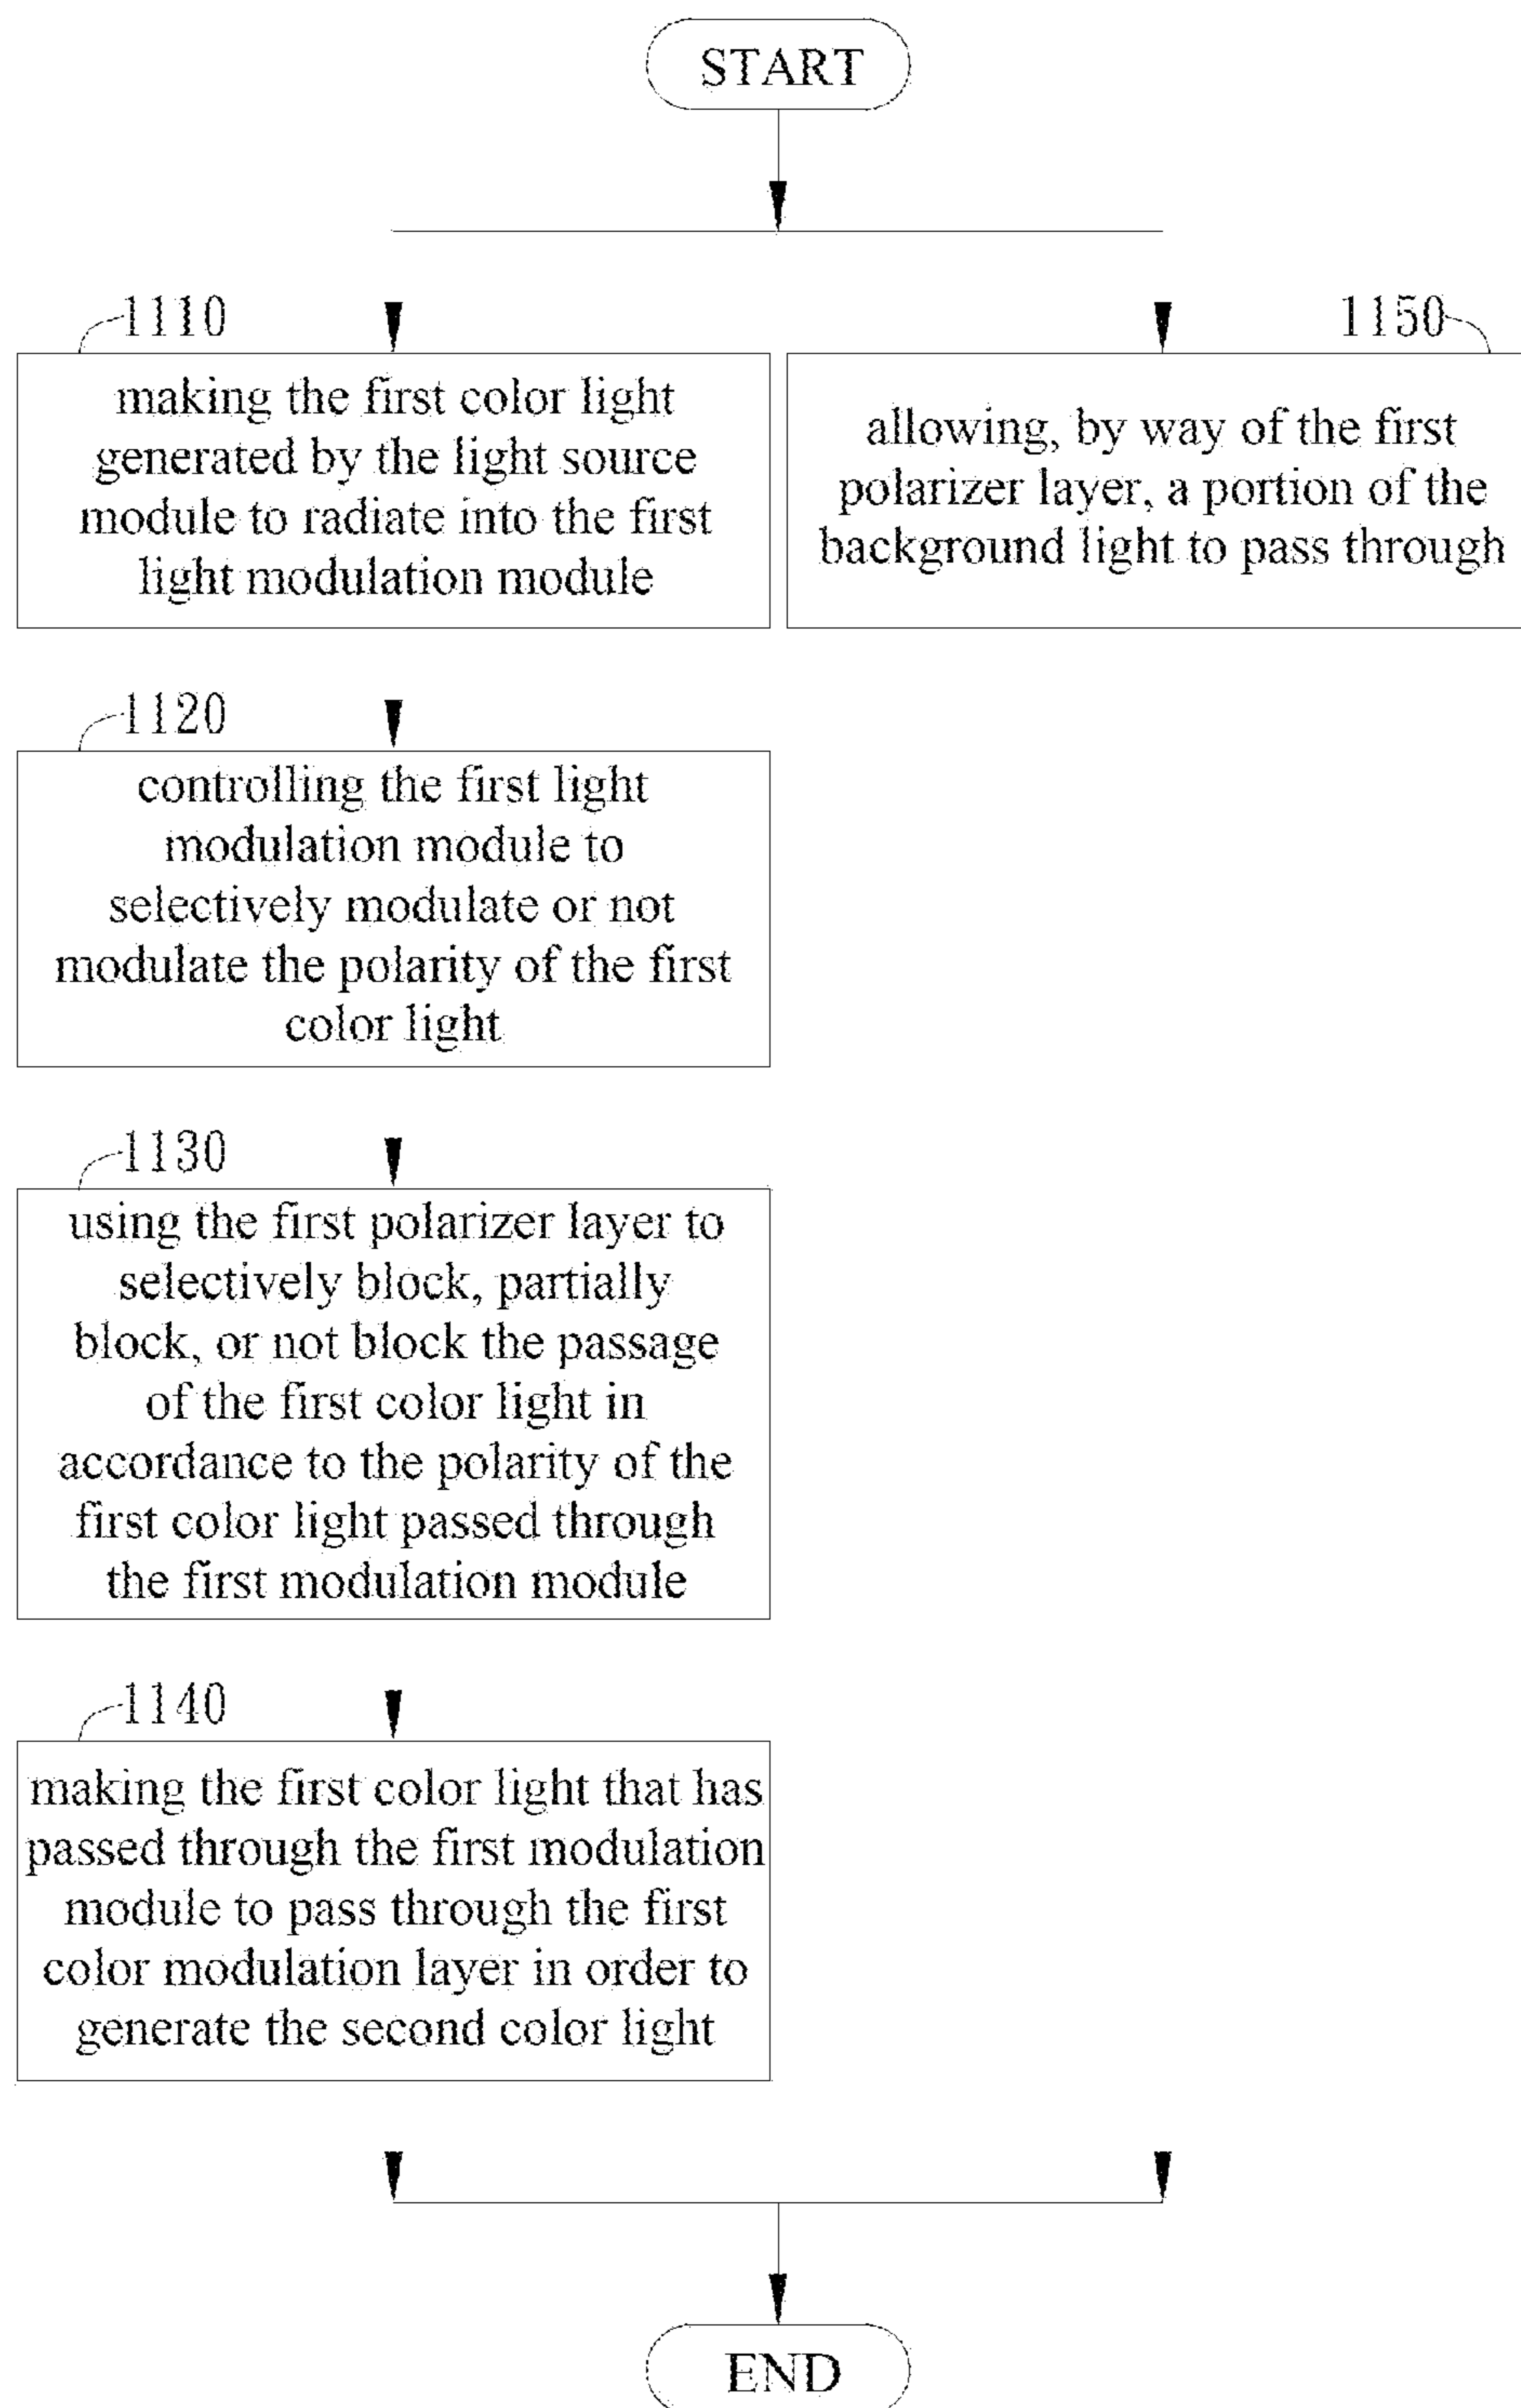 START
1110
making the first color light
generated by the light source
module to radiate into the first
light modulation module
1150
allowing, by way of the first
polarizer layer, a portion of the
background light to pass through
1120
controlling the first light
modulation module to
selectively modulate or not
modulate the polarity of the first
color light
1130
using the first polarizer layer to
selectively block, partially
block, or not block the passage
of the first color light in
accordance to the polarity of the
first color light passed through
the first modulation module
1140
making the first color light that has
passed through the first modulation
module to pass through the first
color modulation layer in order to
generate the second color light
END